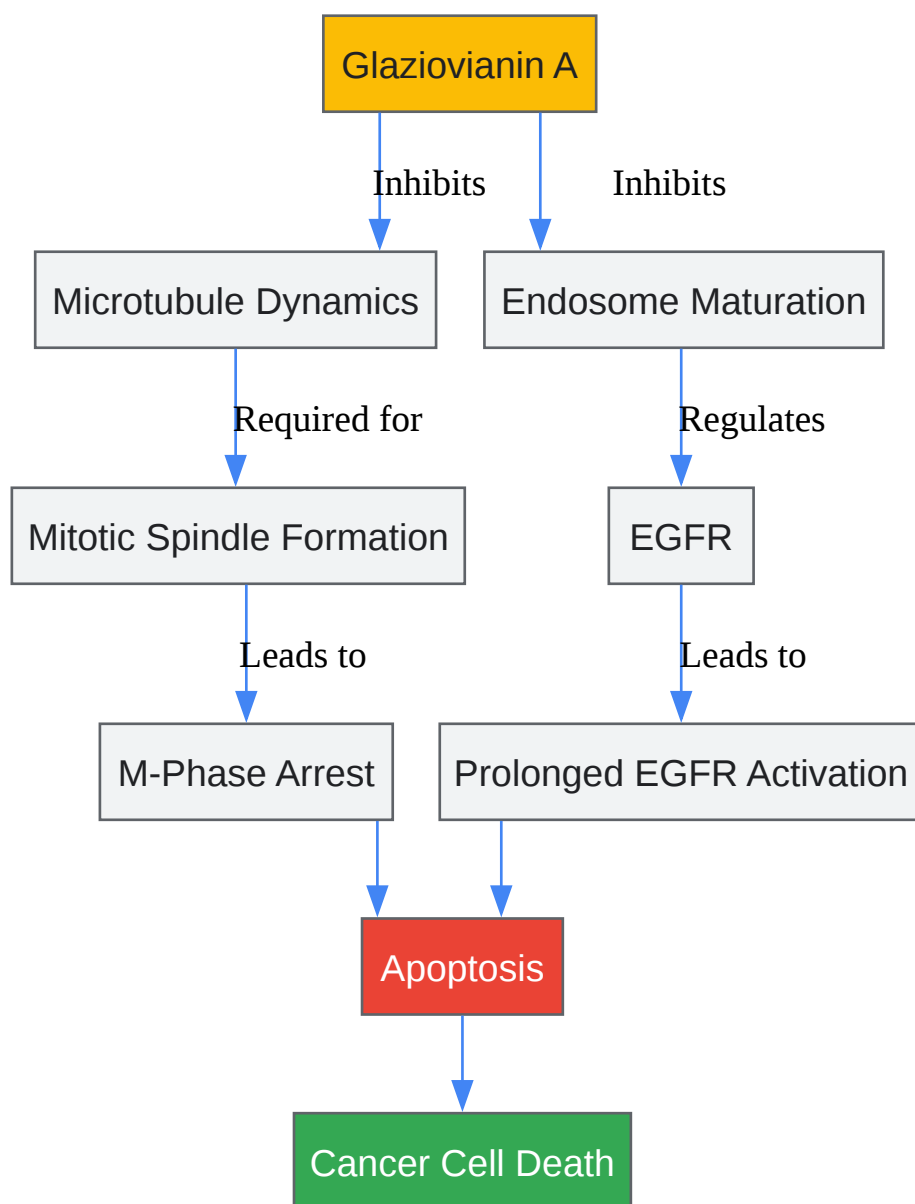 Glaziovianin A
Inhibits
Inhibits
Microtubule Dynamics
Endosome Maturation
Required for
Regulates
Mitotic Spindle Formation
EGFR
Leads to
Leads to
M-Phase Arrest
Prolonged EGFR Activation
Apoptosis
Cancer Cell Death